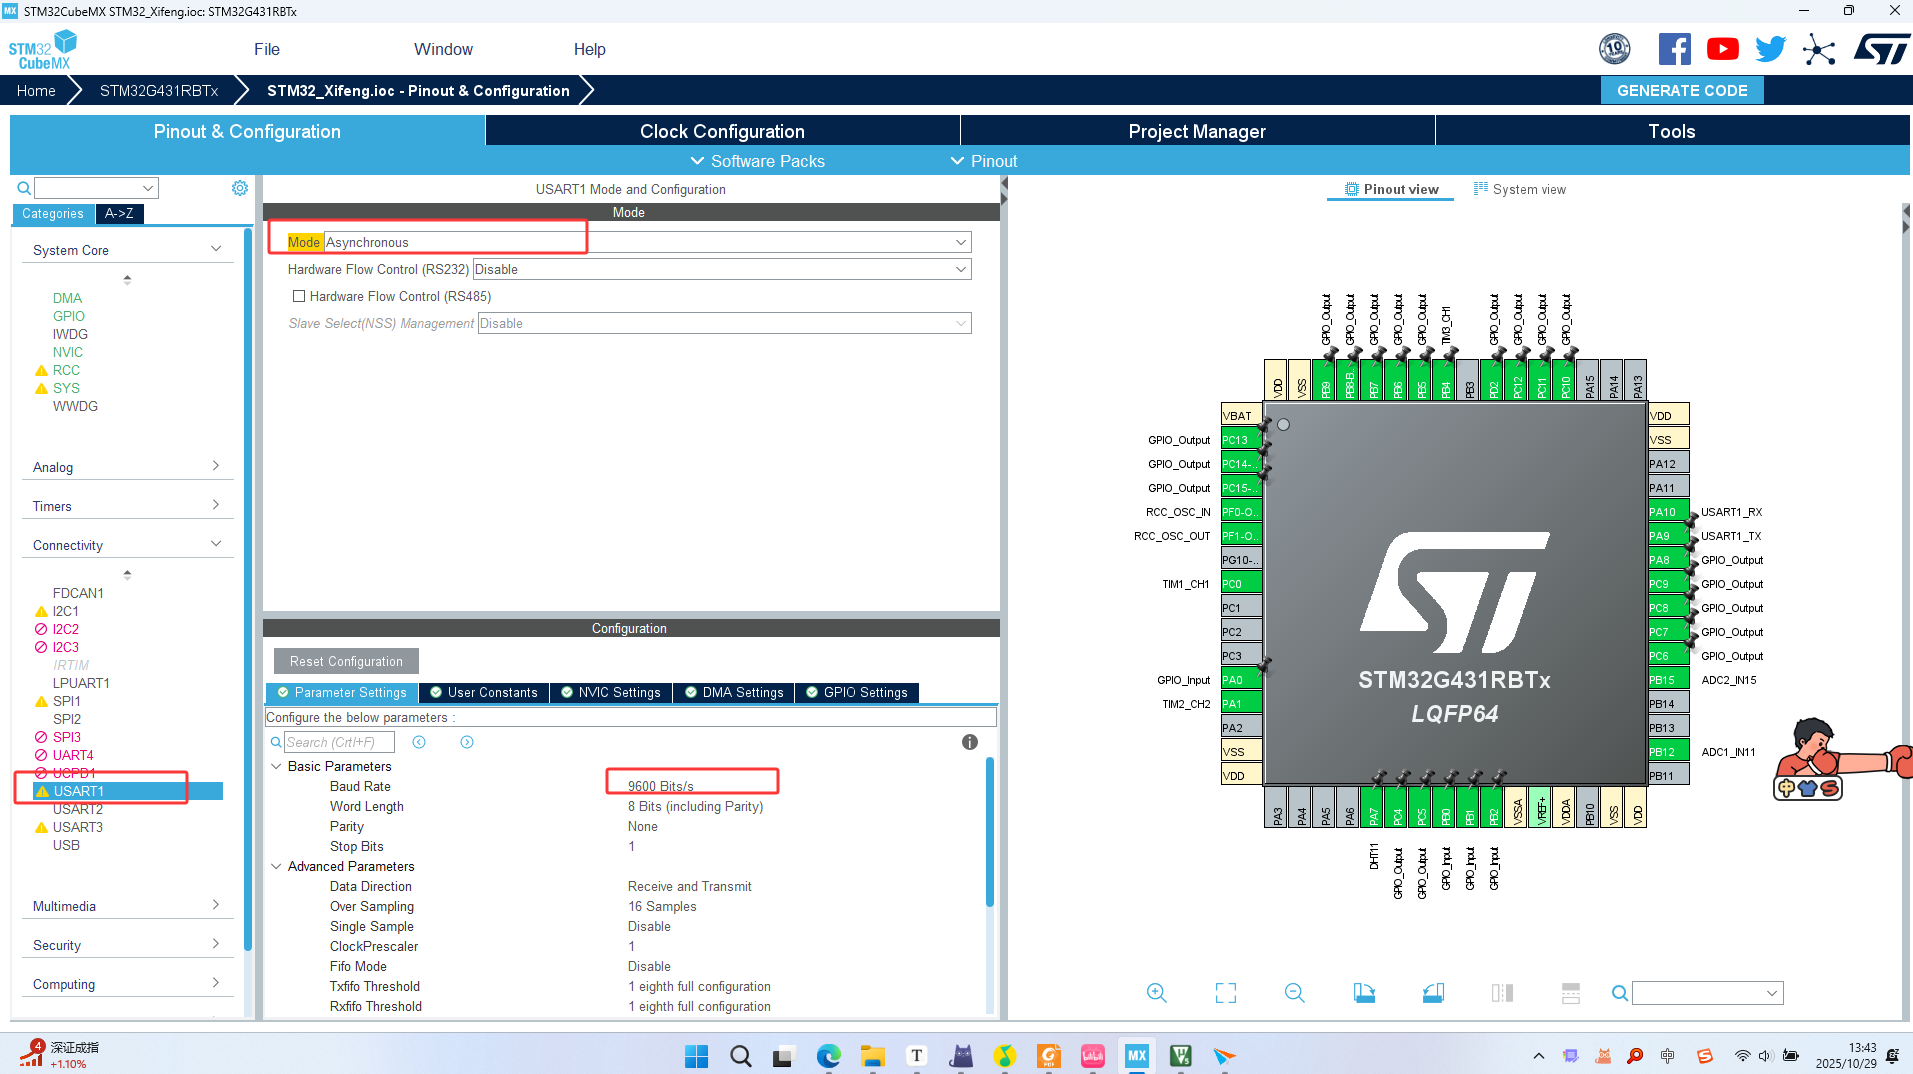 MX STM32CubeMX STM32_Xifeng.ioc: STM32G431RBTx
STM32 CubeMX
File
Window
Help
10
Home
STM32G431RBTx
STM32_Xifeng.ioc - Pinout & Configuration
GENERATE CODE
Pinout & Configuration
Clock Configuration
Project Manager
Tools
Software Packs
Pinout
Categories
A->Z
System Core
DMA
GPIO
IWDG
NVIC
RCC
SYS
WWDG
Analog
Timers
Connectivity
FDCAN1
I2C1
I2C2
I2C3
IRTIM
LPUART1
SPI1
SPI2
SPI3
UART4
UCPD1
USART1
USART2
USART3
USB
Multimedia
Security
Computing
USART1 Mode and Configuration
Mode
Mode Asynchronous
Hardware Flow Control (RS232) Disable
Hardware Flow Control (RS485)
Slave Select(NSS) Management Disable
Configuration
Reset Configuration
Parameter Settings
User Constants
NVIC Settings
DMA Settings
GPIO Settings
Configure the below parameters :
Search (Crtl+F)
Basic Parameters
Baud Rate 9600 Bits/s
Word Length 8 Bits (including Parity)
Parity None
Stop Bits 1
Advanced Parameters
Data Direction Receive and Transmit
Over Sampling 16 Samples
Single Sample Disable
ClockPrescaler 1
Fifo Mode Disable
Txfifo Threshold 1 eighth full configuration
Rxfifo Threshold 1 eighth full configuration
Pinout view
System view
GPIO_Output
GPIO_Output
GPIO_Output
GPIO_Output
GPIO_Output
TIM3_CH1
GPIO_Output
GPIO_Output
GPIO_Output
GPIO_Output
VDD
VSS
PB9
PB8-B..
PB7
PB6
PB5
PB4
PB3
PD2
PC12
PC11
PC10
PA15
PA14
PA13
VBAT
GPIO_Output PC13
GPIO_Output PC14-..
GPIO_Output PC15-..
RCC_OSC_IN PF0-O..
RCC_OSC_OUT PF1-O..
PG10-..
TIM1_CH1 PC0
PC1
PC2
PC3
GPIO_Input PA0
TIM2_CH2 PA1
PA2
VSS
VDD
STM32G431RBTx
LQFP64
VDD
VSS
PA12
PA11
PA10 USART1_RX
PA9 USART1_TX
PA8 GPIO_Output
PC9 GPIO_Output
PC8 GPIO_Output
PC7 GPIO_Output
PC6 GPIO_Output
PB15 ADC2_IN15
PB14
PB13
PB12 ADC1_IN11
PB11
PA3
PA4
PA5
PA6
PA7
PC4
PC5
PB0
PB1
PB2
VSSA
VREF+
VDDA
PB10
VSS
VDD
DHT11
GPIO_Output
GPIO_Output
GPIO_Input
GPIO_Input
GPIO_Input
中
S
4
深证成指
+1.10%
T
MX
中
S
13:43
2025/10/29